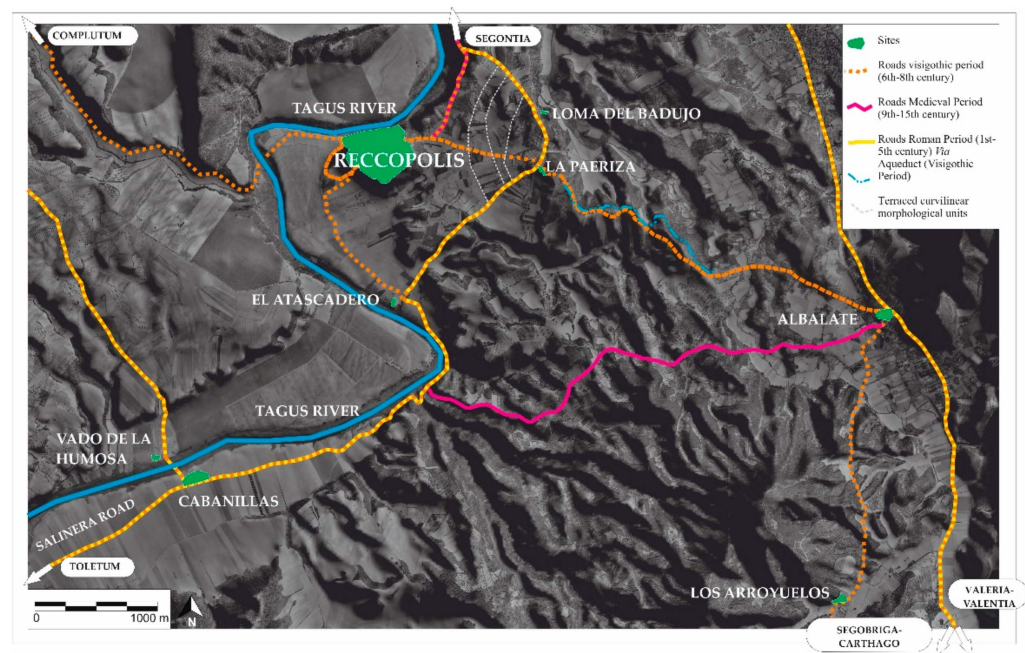 COMPLUTUM
SEGONTIA
TAGUS RIVER
LOMA DEL BADUJO
RECCOPOLIS
LA PAERIZA
EL ATASCADERO
ALBALATE
TAGUS RIVER
VADO DE LA
HUMOSA
CABANILLAS
SALINERA ROAD
TOLETUM
LOS ARROYUELOS
VALERIA-
VALENTIA
SEGOBRIGA-
CARTHAGO
0 1000 m
N
Sites
Roads visigothic period
(6th-8th century)
Roads Medieval Period
(9th-15th century)
Roads Roman Period (1st-
5th century) Via
Aqueduct (Visigothic
Period)
Terraced curvilinear
morphological units